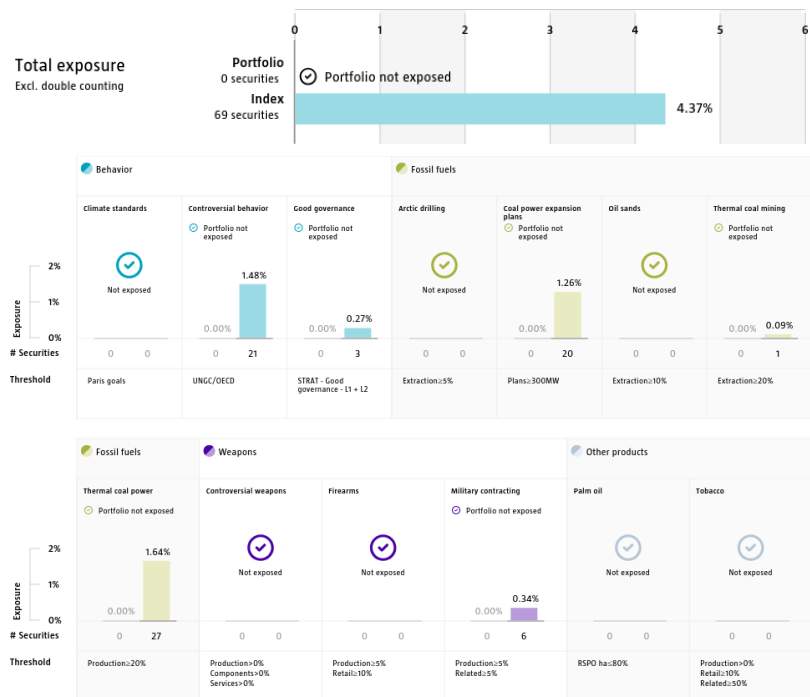 0 1 2 3 4 5 6
Total exposure
Excl. double counting
Portfolio
0 securities
Portfolio not exposed
Index
69 securities
4.37%
Behavior
Fossil fuels
Climate standards
Controversial behavior
Good governance
Arctic drilling
Coal power expansion
plans
Oil sands
Thermal coal mining
Portfolio not
exposed
Portfolio not
exposed
Portfolio not
exposed
Portfolio not
exposed
Exposure
2%
1%
0%
Not exposed
0.00% 1.48%
0.00% 0.27%
Not exposed
0.00% 1.26%
Not exposed
0.00% 0.09%
# Securities 0 0 0 21 0 3 0 0 0 20 0 0 0 1
Threshold
Paris goals
UNGC/OECD
STRAT - Good
governance - L1 + L2
Extraction≥5%
Plans≥300MW
Extraction≥10%
Extraction≥20%
Fossil fuels
Weapons
Other products
Thermal coal power
Controversial weapons
Firearms
Military contracting
Palm oil
Tobacco
Portfolio not exposed
Portfolio not exposed
Exposure
2%
1%
0%
0.00% 1.64%
Not exposed
Not exposed
0.00% 0.34%
Not exposed
Not exposed
# Securities 0 27 0 0 0 0 0 6 0 0 0 0
Threshold
Production≥20%
Production>0%
Components>0%
Services>0%
Production≥5%
Retail≥10%
Production≥5%
Related≥5%
RSPO ha≤80%
Production>0%
Retail≥10%
Related≥50%